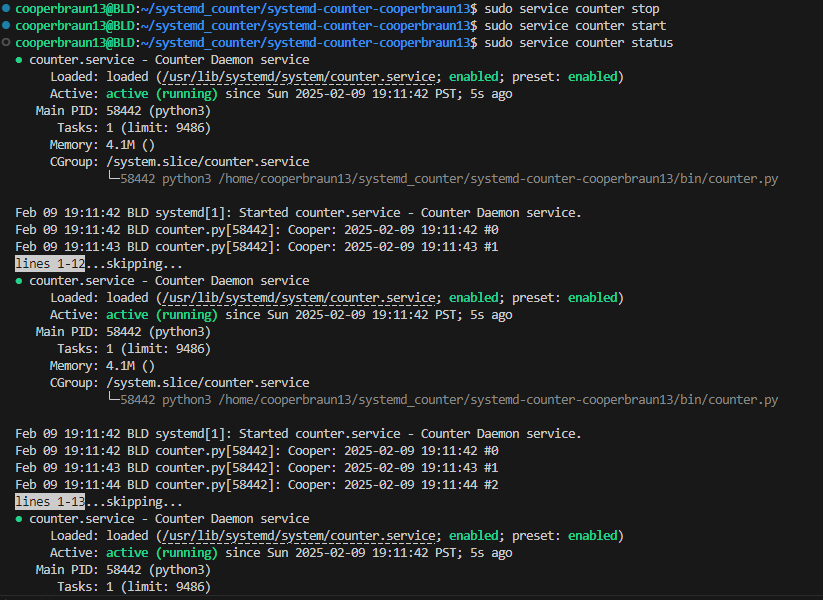 cooperbraun13@BLD:~/systemd_counter/systemd-counter-cooperbraun13$ sudo service counter stop
cooperbraun13@BLD:~/systemd_counter/systemd-counter-cooperbraun13$ sudo service counter start
cooperbraun13@BLD:~/systemd_counter/systemd-counter-cooperbraun13$ sudo service counter status
● counter.service - Counter Daemon service
     Loaded: loaded (/usr/lib/systemd/system/counter.service; enabled; preset: enabled)
     Active: active (running) since Sun 2025-02-09 19:11:42 PST; 5s ago
   Main PID: 58442 (python3)
      Tasks: 1 (limit: 9486)
     Memory: 4.1M ()
     CGroup: /system.slice/counter.service
             └─58442 python3 /home/cooperbraun13/systemd_counter/systemd-counter-cooperbraun13/bin/counter.py

Feb 09 19:11:42 BLD systemd[1]: Started counter.service - Counter Daemon service.
Feb 09 19:11:42 BLD counter.py[58442]: Cooper: 2025-02-09 19:11:42 #0
Feb 09 19:11:43 BLD counter.py[58442]: Cooper: 2025-02-09 19:11:43 #1
lines 1-12...skipping...
● counter.service - Counter Daemon service
     Loaded: loaded (/usr/lib/systemd/system/counter.service; enabled; preset: enabled)
     Active: active (running) since Sun 2025-02-09 19:11:42 PST; 5s ago
   Main PID: 58442 (python3)
      Tasks: 1 (limit: 9486)
     Memory: 4.1M ()
     CGroup: /system.slice/counter.service
             └─58442 python3 /home/cooperbraun13/systemd_counter/systemd-counter-cooperbraun13/bin/counter.py

Feb 09 19:11:42 BLD systemd[1]: Started counter.service - Counter Daemon service.
Feb 09 19:11:42 BLD counter.py[58442]: Cooper: 2025-02-09 19:11:42 #0
Feb 09 19:11:43 BLD counter.py[58442]: Cooper: 2025-02-09 19:11:43 #1
Feb 09 19:11:44 BLD counter.py[58442]: Cooper: 2025-02-09 19:11:44 #2
lines 1-13...skipping...
● counter.service - Counter Daemon service
     Loaded: loaded (/usr/lib/systemd/system/counter.service; enabled; preset: enabled)
     Active: active (running) since Sun 2025-02-09 19:11:42 PST; 5s ago
   Main PID: 58442 (python3)
      Tasks: 1 (limit: 9486)